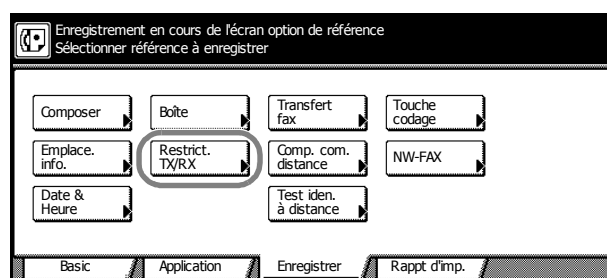 Enregistrement en cours de l'écran option de référence
Sélectionner référence à enregistrer
Composer
Boîte
Transfert
fax
Touche
codage
Emplace.
info.
Restrict.
TX/RX
Comp. com.
distance
NW-FAX
Date &
Heure
Test iden.
à distance
Basic
Application
Enregistrer
Rappt d'imp.